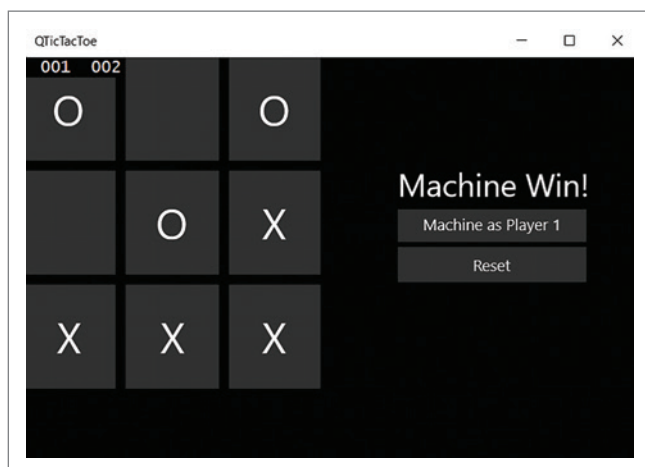 QTicTacToe
001 002
O O
O X
X X X
Machine Win!
Machine as Player 1
Reset